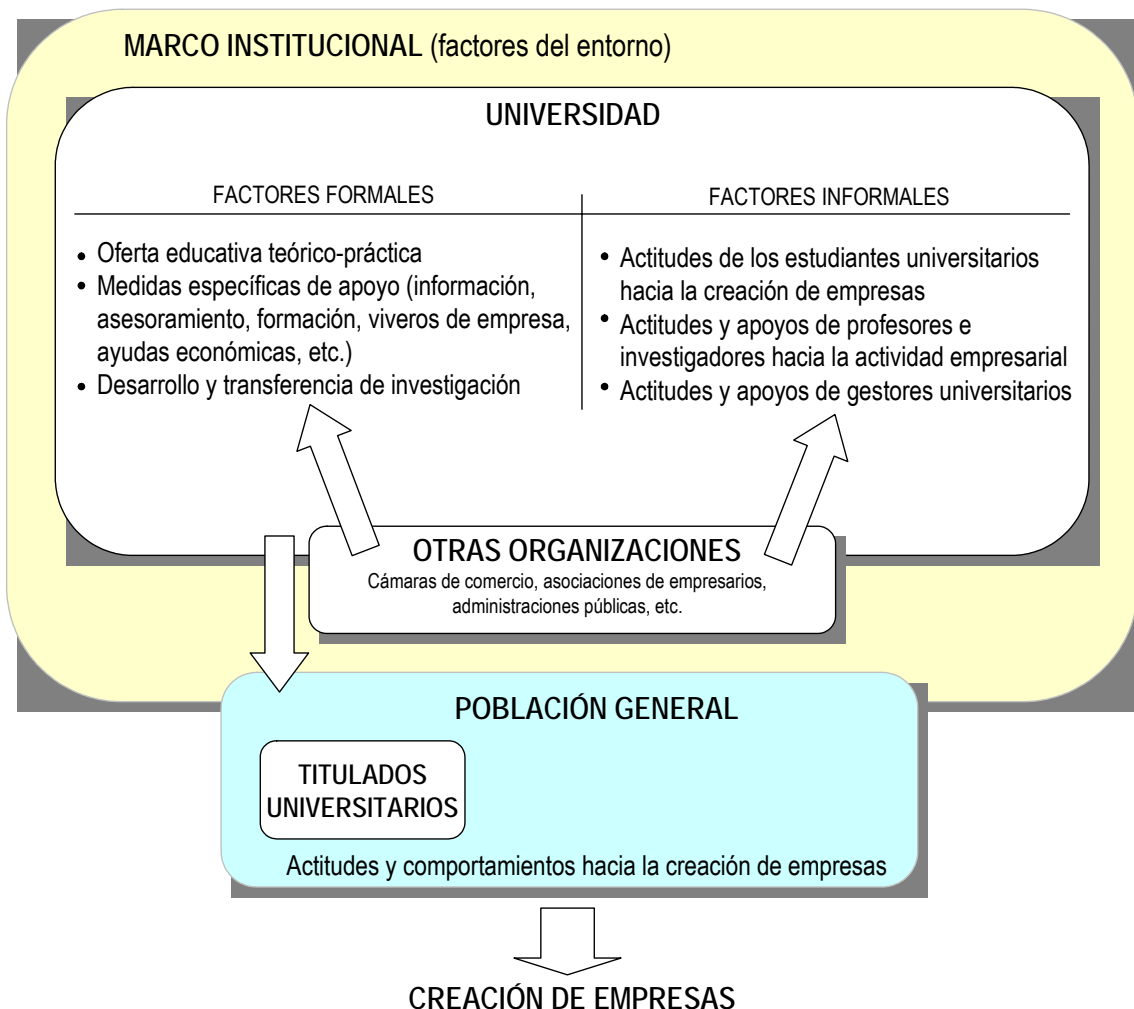 MARCO INSTITUCIONAL (factores del entorno)
UNIVERSIDAD
FACTORES FORMALES
• Oferta educativa teórico-práctica
• Medidas específicas de apoyo (información,
asesoramiento, formación, viveros de empresa,
ayudas económicas, etc.)
• Desarrollo y transferencia de investigación
FACTORES INFORMALES
• Actitudes de los estudiantes universitarios
hacia la creación de empresas
• Actitudes y apoyos de profesores e
investigadores hacia la actividad empresarial
• Actitudes y apoyos de gestores universitarios
OTRAS ORGANIZACIONES
Cámaras de comercio, asociaciones de empresarios,
administraciones públicas, etc.
POBLACIÓN GENERAL
TITULADOS
UNIVERSITARIOS
Actitudes y comportamientos hacia la creación de empresas
CREACIÓN DE EMPRESAS